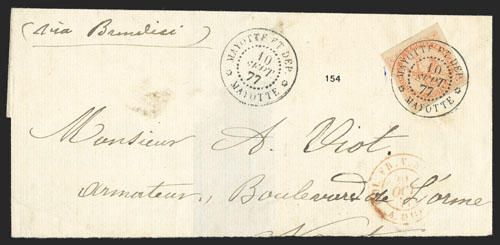 (via Brindisi)
MAYOTTE ET DEP.
10
SEPT
77
MAYOTTE
MAYOTTE ET DEP.
10
SEPT
77
MAYOTTE
154
Monsieur A. Viot.
armateur, Boulevard de l'orme